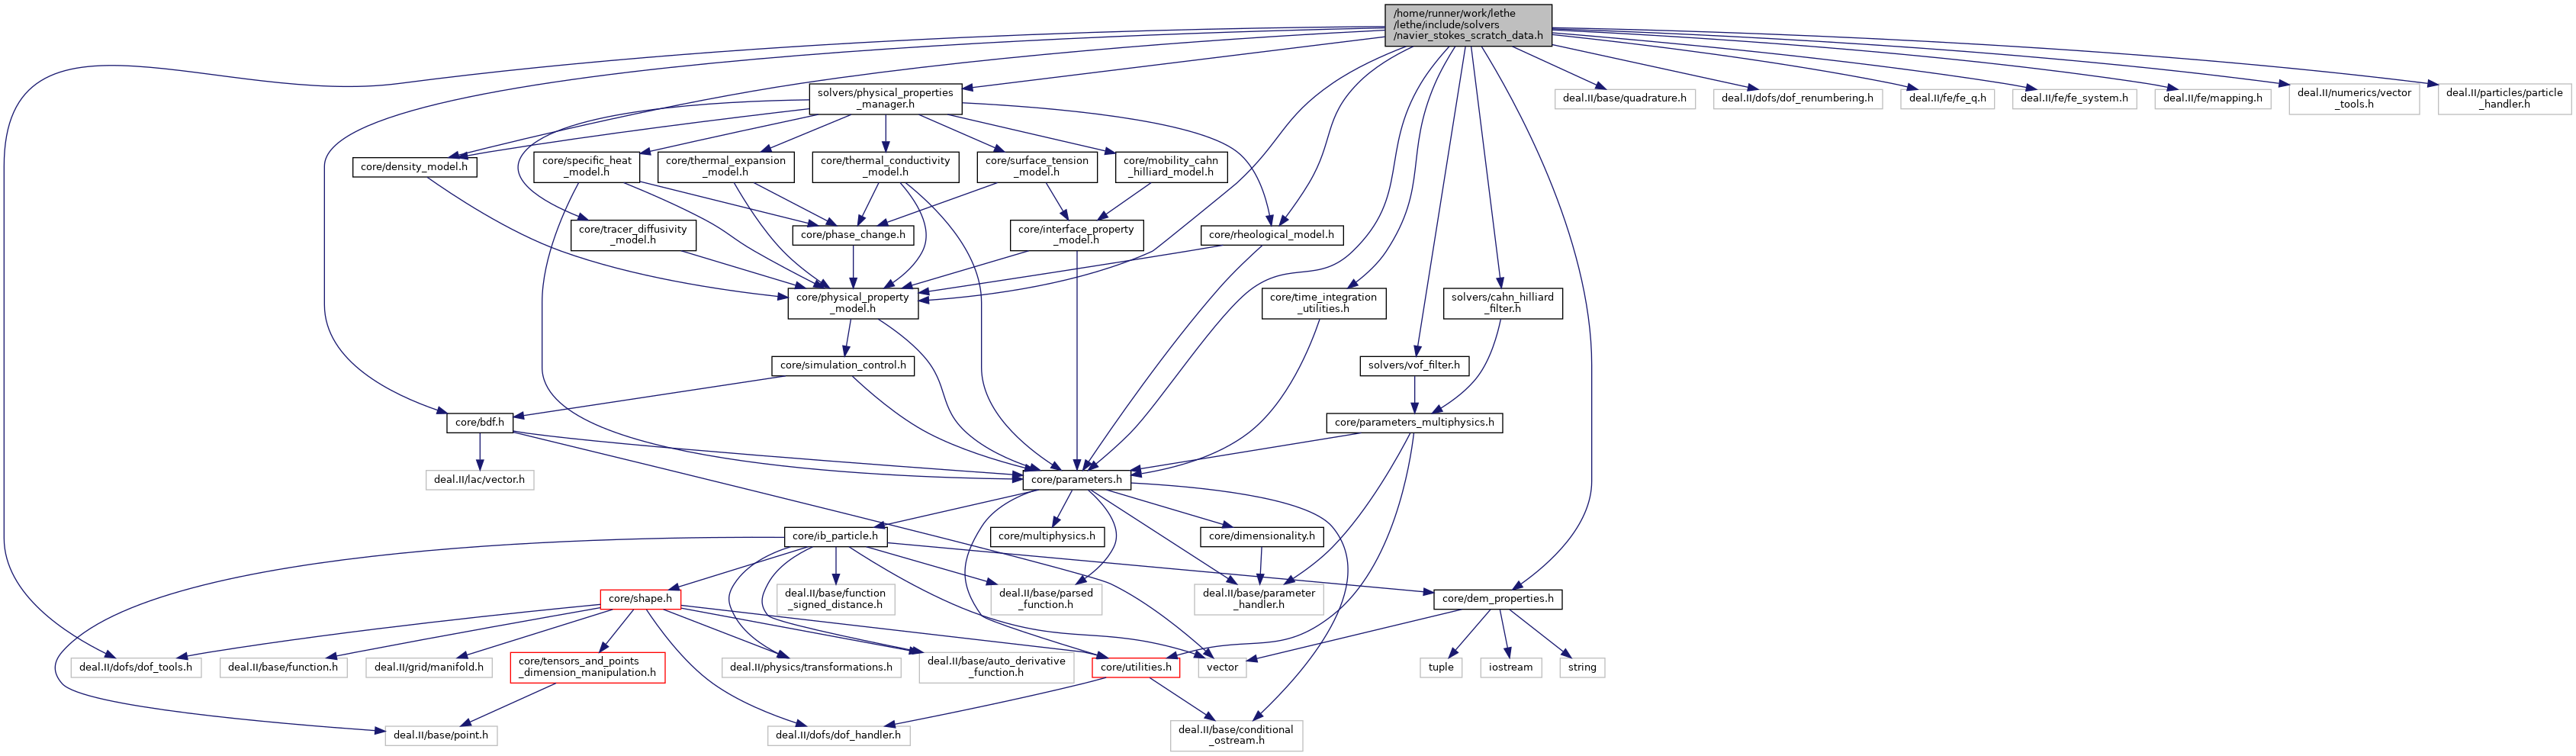 /home/runner/work/lethe
/lethe/include/solvers
/navier_stokes_scratch_data.h
solvers/physical_properties
_manager.h
deal.II/base/quadrature.h
deal.II/dofs/dof_renumbering.h
deal.II/fe/fe_q.h
deal.II/fe/fe_system.h
deal.II/fe/mapping.h
deal.II/numerics/vector
_tools.h
deal.II/particles/particle
_handler.h
core/density_model.h
core/specific_heat
_model.h
core/thermal_expansion
_model.h
core/thermal_conductivity
_model.h
core/surface_tension
_model.h
core/mobility_cahn
_hilliard_model.h
core/tracer_diffusivity
_model.h
core/phase_change.h
core/interface_property
_model.h
core/rheological_model.h
core/physical_property
_model.h
core/time_integration
_utilities.h
solvers/cahn_hilliard
_filter.h
core/simulation_control.h
solvers/vof_filter.h
core/bdf.h
core/parameters_multiphysics.h
deal.II/lac/vector.h
core/parameters.h
core/ib_particle.h
core/multiphysics.h
core/dimensionality.h
core/shape.h
deal.II/base/function
_signed_distance.h
deal.II/base/parsed
_function.h
deal.II/base/parameter
_handler.h
core/dem_properties.h
deal.II/dofs/dof_tools.h
deal.II/base/function.h
deal.II/grid/manifold.h
core/tensors_and_points
_dimension_manipulation.h
deal.II/physics/transformations.h
deal.II/base/auto_derivative
_function.h
core/utilities.h
vector
tuple
iostream
string
deal.II/base/point.h
deal.II/dofs/dof_handler.h
deal.II/base/conditional
_ostream.h